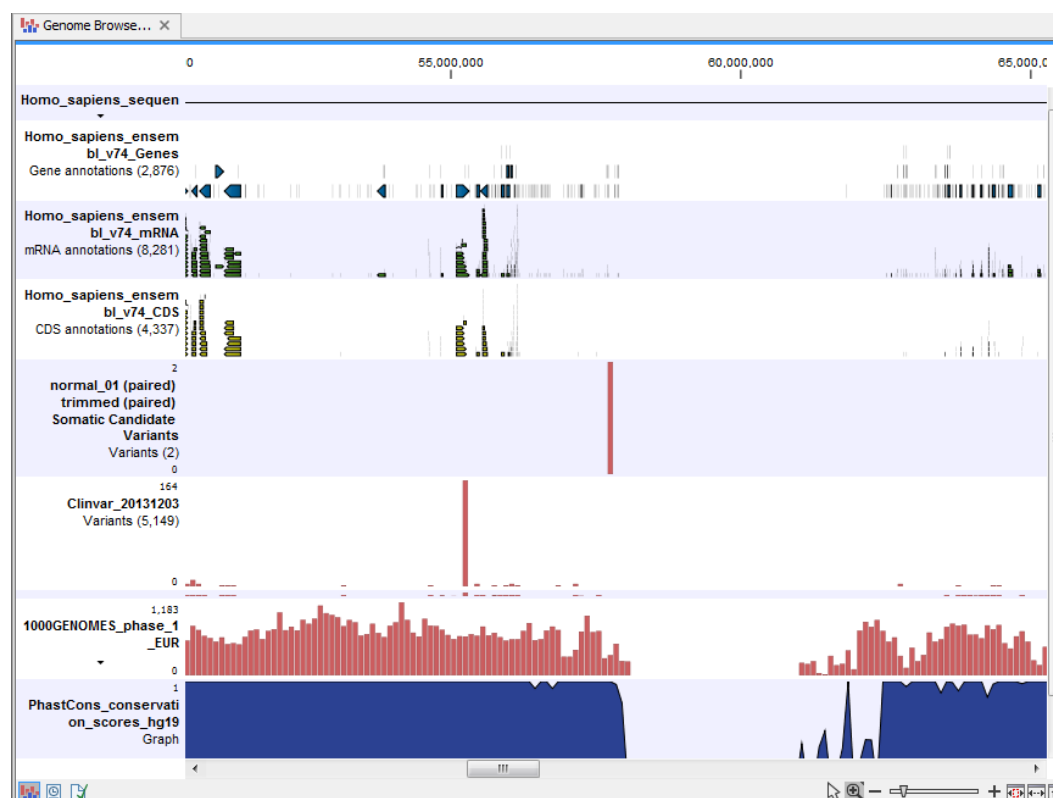 Genome Browse...
0 55,000,000 60,000,000 65,000,0
Homo_sapiens_sequen
Homo_sapiens_ensem
bl_v74_Genes
Gene annotations (2,876)
Homo_sapiens_ensem
bl_v74_mRNA
mRNA annotations (8,281)
Homo_sapiens_ensem
bl_v74_CDS
CDS annotations (4,337)
2
normal_01 (paired)
trimmed (paired)
Somatic Candidate
Variants
Variants (2)
0
164
Clinvar_20131203
Variants (5,149)
0
1,183
1000GENOMES_phase_1
_EUR
0
1
PhastCons_conservati
on_scores_hg19
Graph